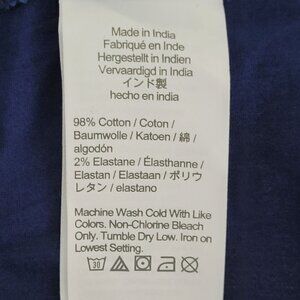 Made in India
Fabriqué en Inde
Hergestellt in Indien
Vervaardigd in India
インド製
hecho en india
98% Cotton / Coton /
Baumwolle / Katoen / 綿 /
algodón
2% Elastane / Élasthanne /
Elastan / Elastaan / ポリウ
レタン / elastano
Machine Wash Cold With Like
Colors. Non-Chlorine Bleach
Only. Tumble Dry Low. Iron on
Lowest Setting.
30